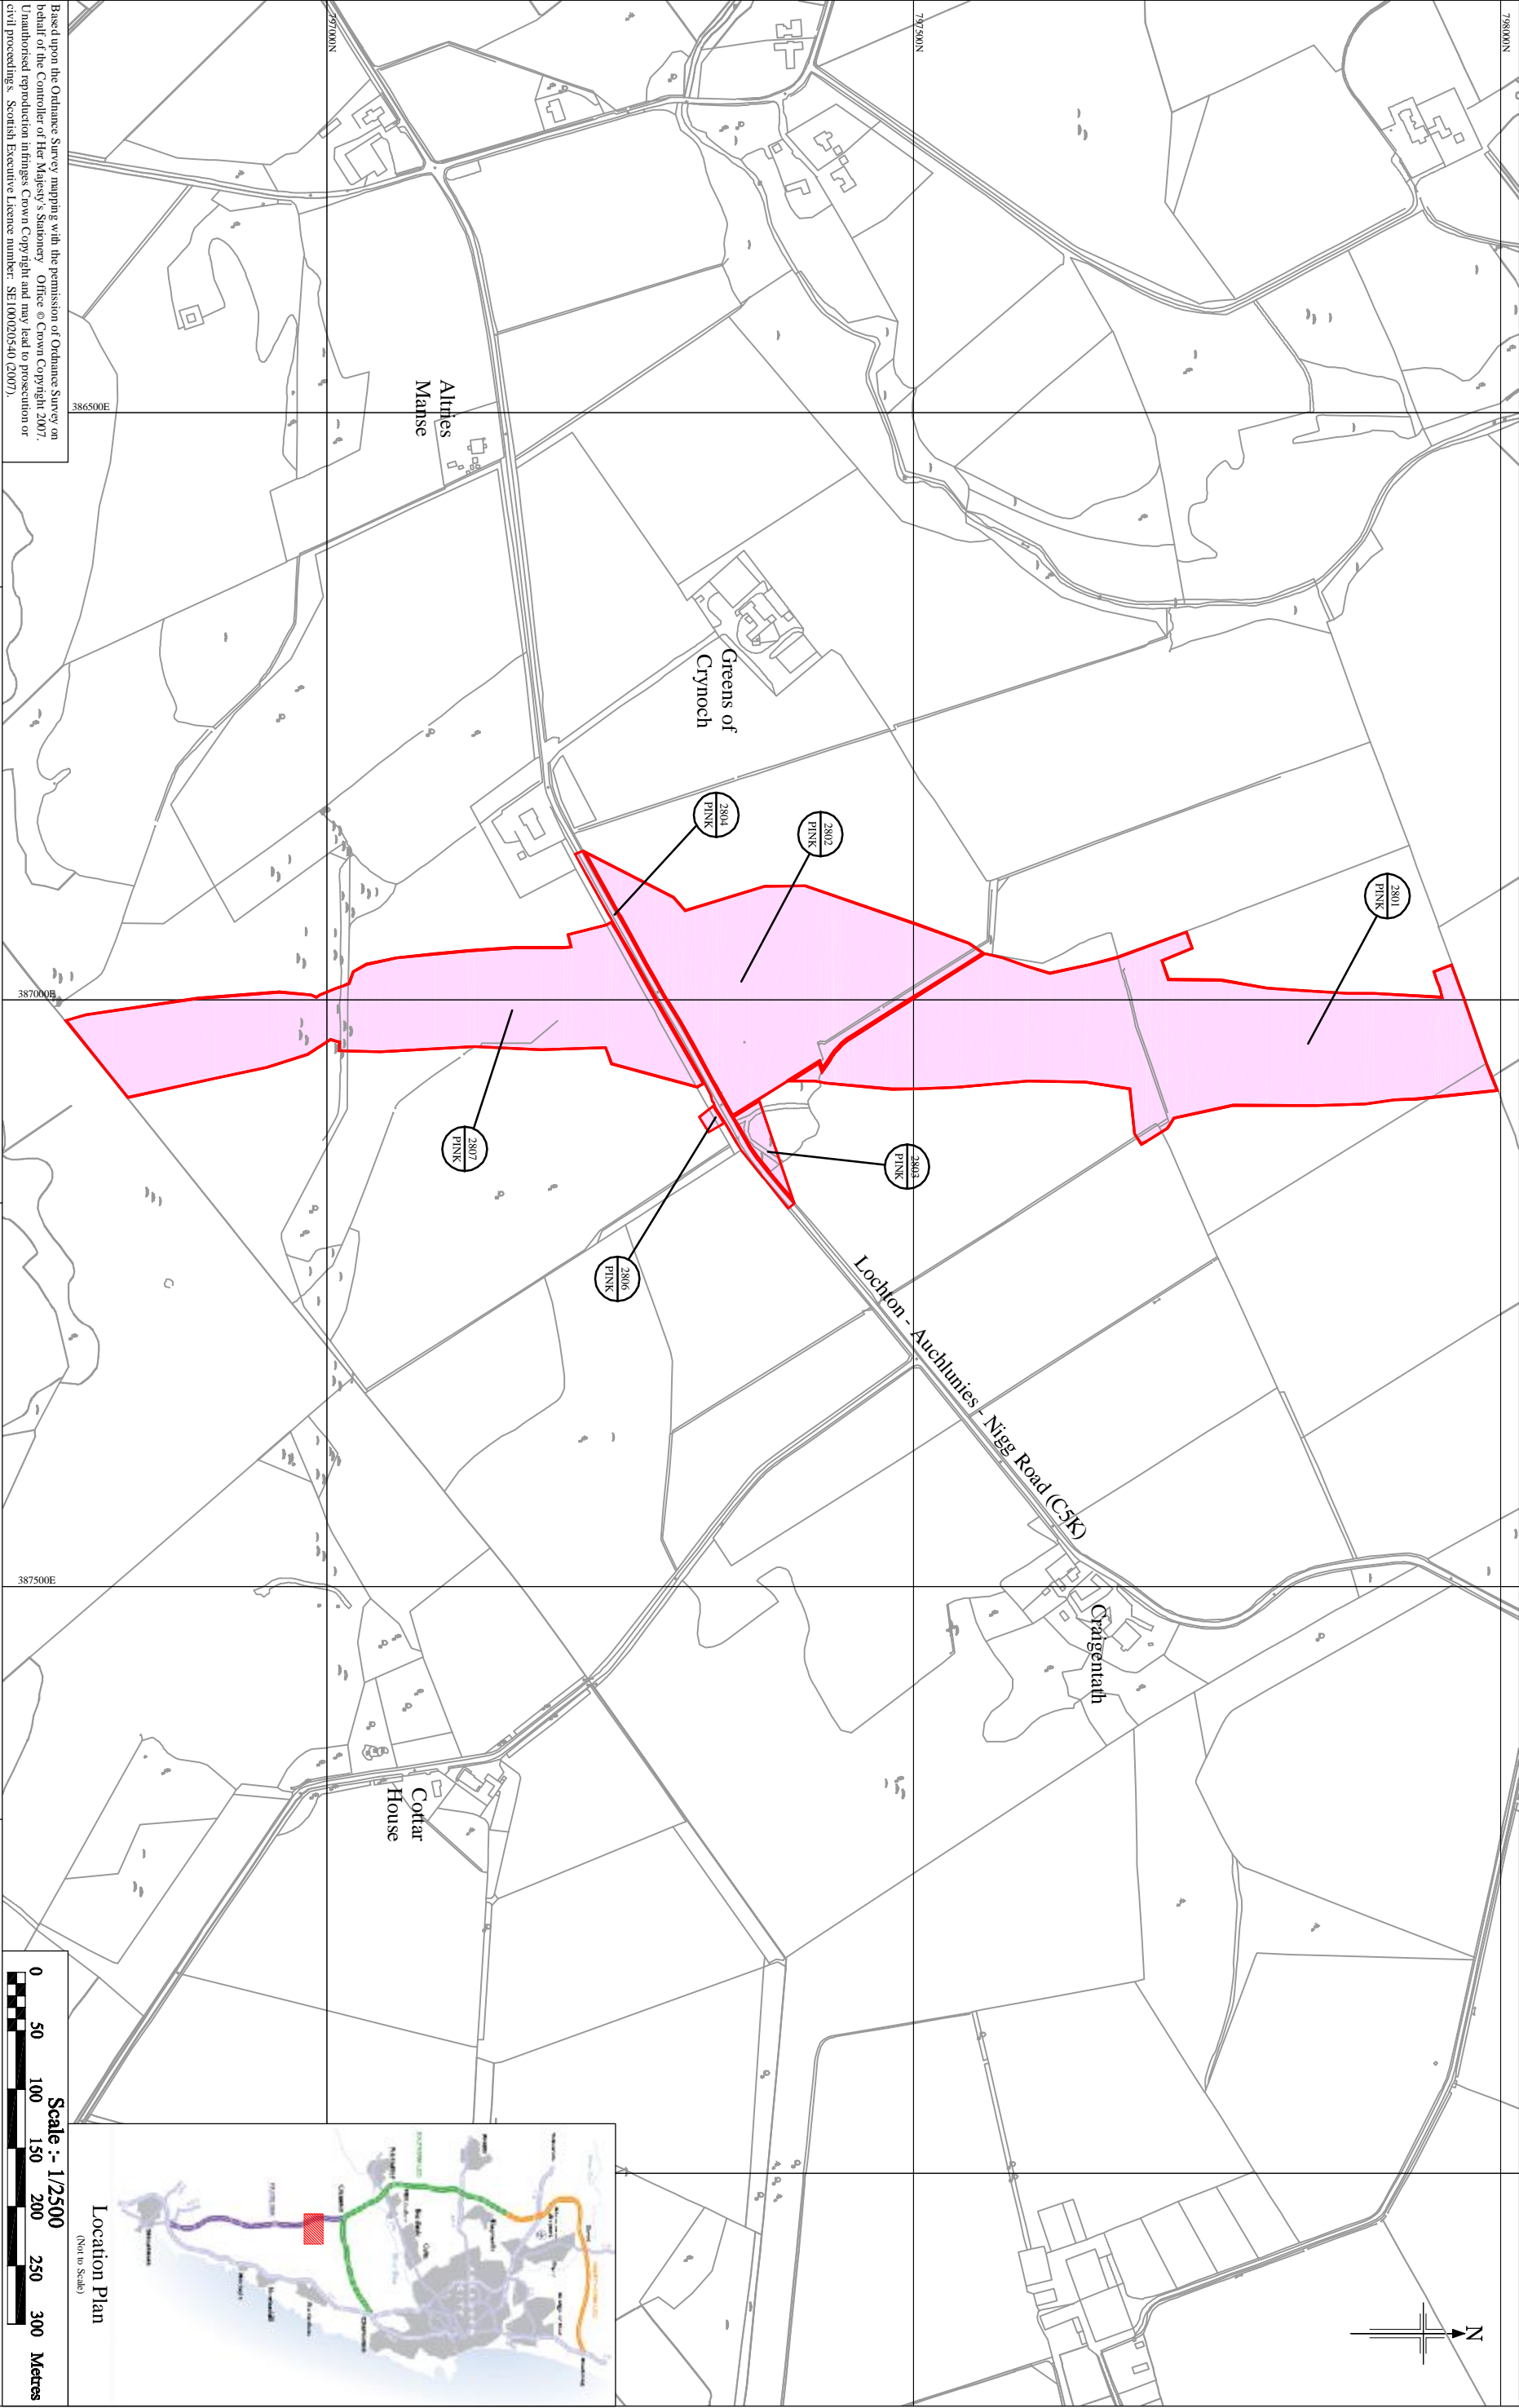 798000N
797500N
797000N
386500E
387000E
387500E
2801
PINK
2802
PINK
2804
PINK
2803
PINK
2806
PINK
2807
PINK
Greens of
Crynoch
Altries
Manse
Lochton - Auchlunies - Nigg Road (C5K)
Craigentath
Cottar
House
N
Based upon the Ordnance Survey mapping with the permission of Ordnance Survey on
behalf of the Controller of Her Majesty's Stationery Office © Crown Copyright 2007.
Unauthorised reproduction infringes Crown Copyright and may lead to prosecution or
civil proceedings. Scottish Executive Licence number: SE100020540 (2007).
Location Plan
(Not to Scale)
Scale :- 1/2500
0 50 100 150 200 250 300 Metres